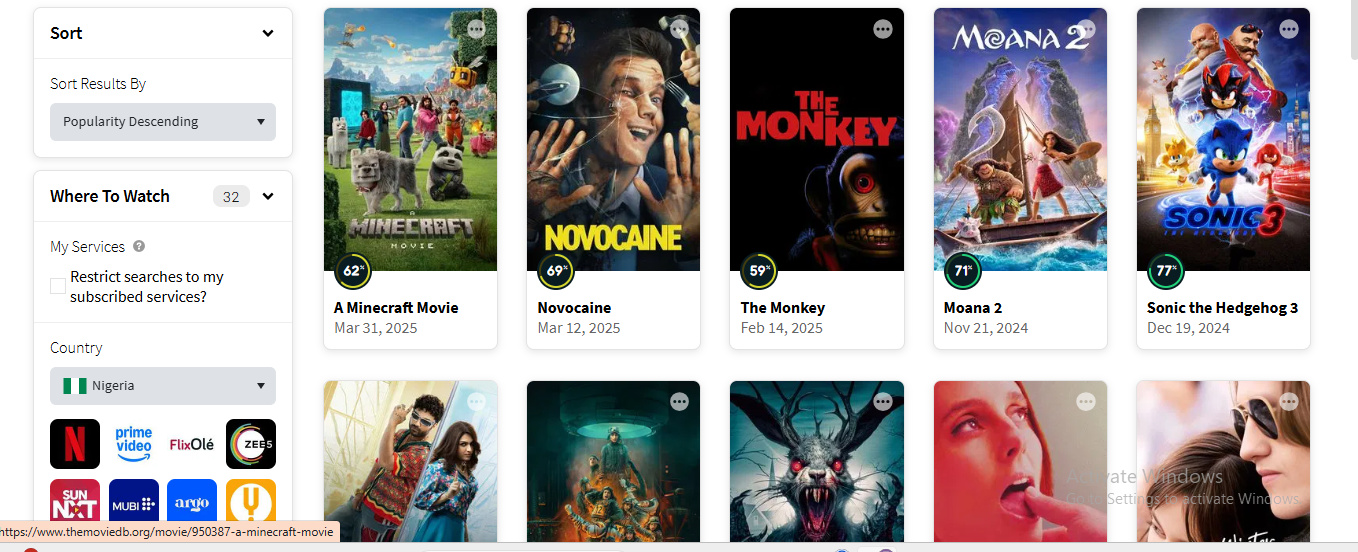 Sort
Sort Results By
Popularity Descending
Where To Watch 32
My Services ?
Restrict searches to my
subscribed services?
Country
Nigeria
N
prime
video
FlixOlé
ZEE5
SUN
NXT
MUBI
argo
A
MINECRAFT
MOVIE
62%
A Minecraft Movie
Mar 31, 2025
NOVOCAINE
69%
Novocaine
Mar 12, 2025
THE
MONKEY
59%
The Monkey
Feb 14, 2025
MOANA 2
71%
Moana 2
Nov 21, 2024
SONIC 3
THE HEDGEHOG
77%
Sonic the Hedgehog 3
Dec 19, 2024
Activate Windows
Go to Settings to activate Windows.
https://www.themoviedb.org/movie/950387-a-minecraft-movie